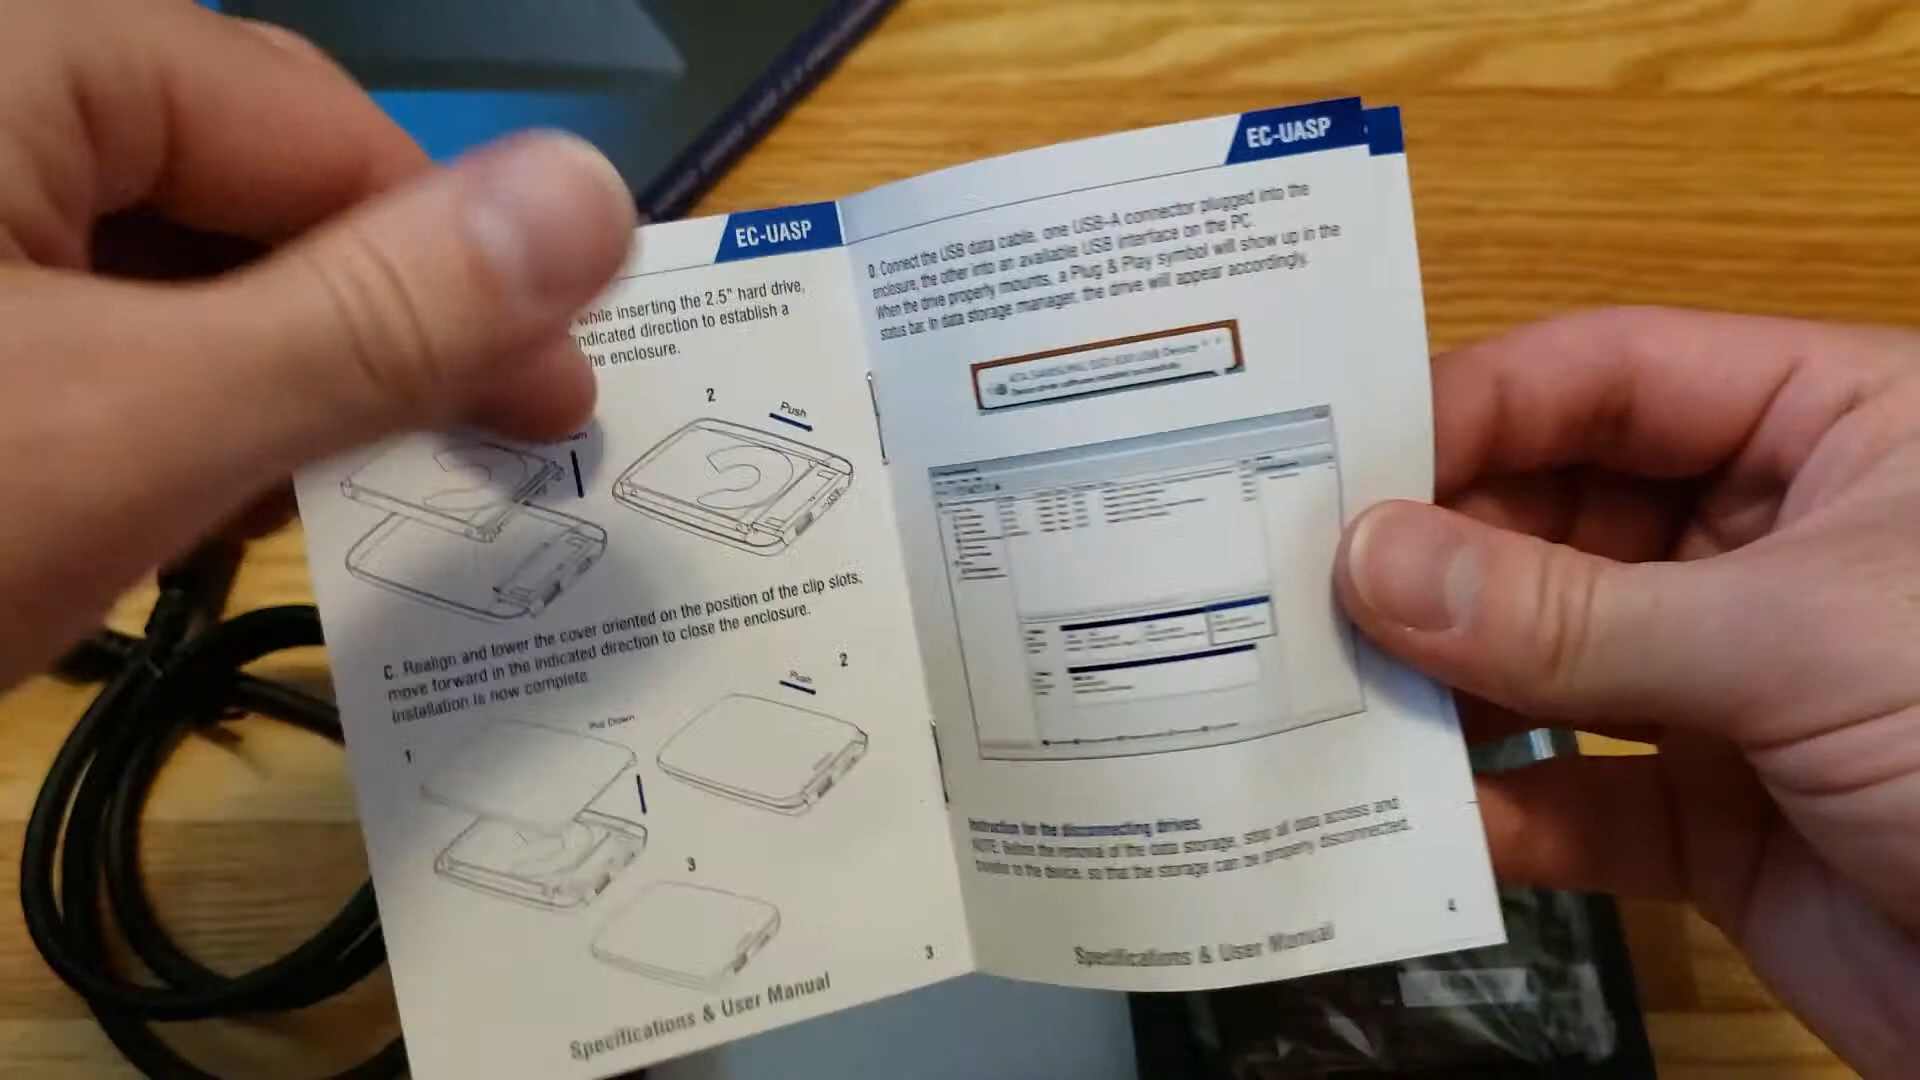 EC-UASP
while inserting the 2.5" hard drive,
indicated direction to establish a
he enclosure.
2
Push
C. Realign and lower the cover oriented on the position of the clip slots,
move forward in the indicated direction to close the enclosure.
Installation is now complete.
1
Put Down
2
Push
3
Specifications & User Manual
3
EC-UASP
D. Connect the USB data cable, one USB-A connector plugged into the
enclosure, the other into an available USB interface on the PC.
When the drive properly mounts, a Plug & Play symbol will show up in the
status bar. In data storage manager, the drive will appear accordingly.
USB Device
Instruction for the disconnecting drives
NOTE: Before the removal of the data storage, stop all data access and
transfer to the device, so that the storage can be properly disconnected.
Specifications & User Manual
4